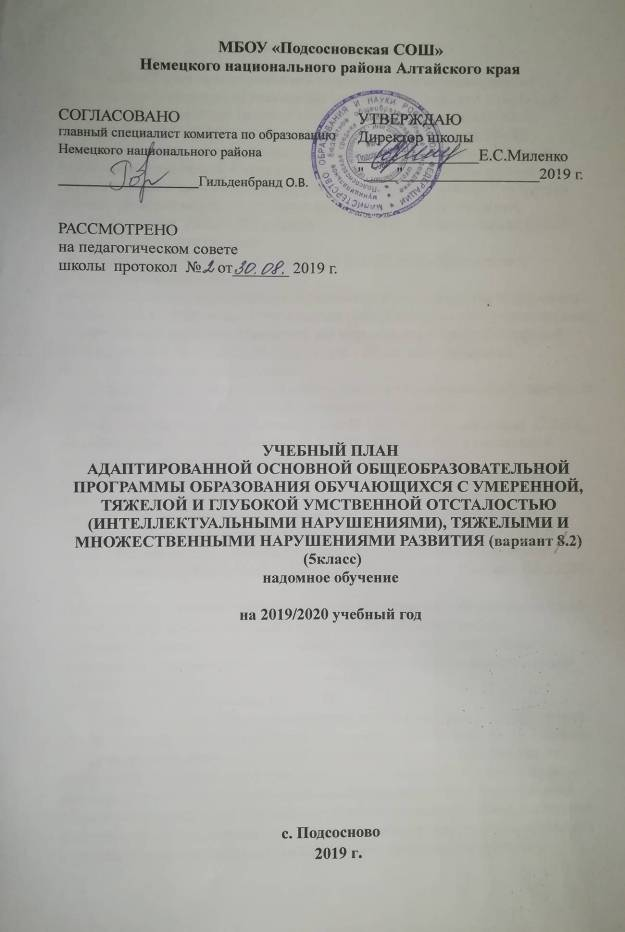 МБОУ «Подсосновская СОШ»
Немецкого национального района Алтайского края
СОГЛАСОВАНО
главный специалист комитета по образованию
Немецкого национального района
Гильденбранд О.В.
УТВЕРЖДАЮ
Директор школы
Е.С.Миленко
" " 2019 г.
РАССМОТРЕНО
на педагогическом совете
школы протокол №2 от 30.08. 2019 г.
УЧЕБНЫЙ ПЛАН
АДАПТИРОВАННОЙ ОСНОВНОЙ ОБЩЕОБРАЗОВАТЕЛЬНОЙ
ПРОГРАММЫ ОБРАЗОВАНИЯ ОБУЧАЮЩИХСЯ С УМЕРЕННОЙ,
ТЯЖЕЛОЙ И ГЛУБОКОЙ УМСТВЕННОЙ ОТСТАЛОСТЬЮ
(ИНТЕЛЛЕКТУАЛЬНЫМИ НАРУШЕНИЯМИ), ТЯЖЕЛЫМИ И
МНОЖЕСТВЕННЫМИ НАРУШЕНИЯМИ РАЗВИТИЯ (вариант 8.2)
(5класс)
надомное обучение
на 2019/2020 учебный год
с. Подсосново
2019 г.